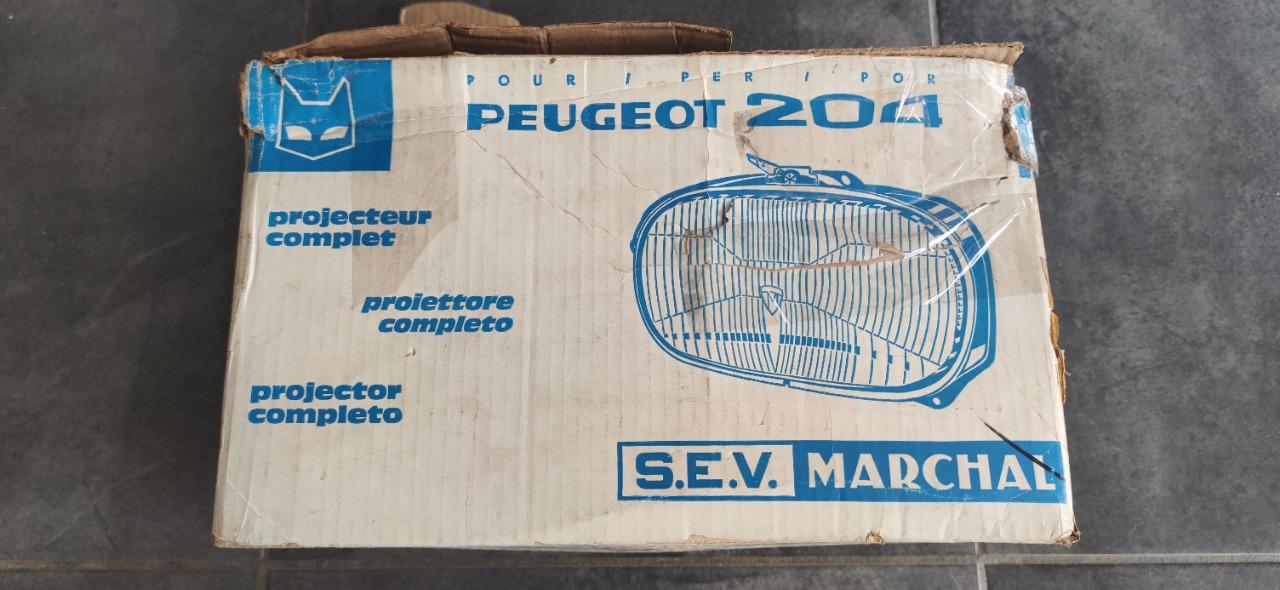 POUR / PER / POR
PEUGEOT 204
projecteur
complet
proiettore
completo
projector
completo
S.E.V. MARCHAL